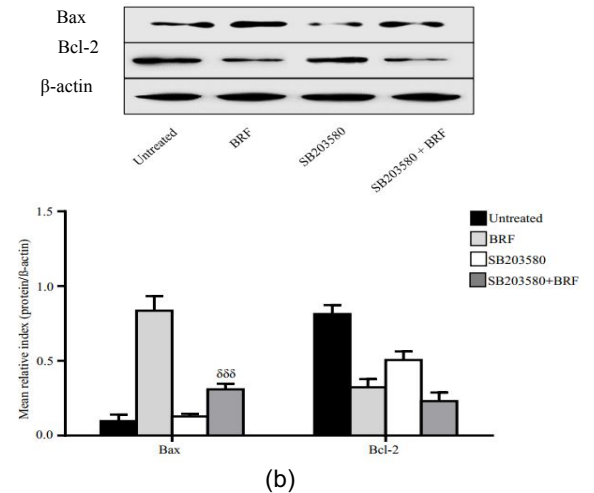 Bax
Bcl-2
β-actin
Untreated
BRF
SB203580
SB203580 + BRF
Mean relative index (protein/ß-actin)
1.5
1.0
0.5
0.0
Untreated
BRF
SB203580
SB203580+BRF
δδδ
Bax
Bcl-2
(b)